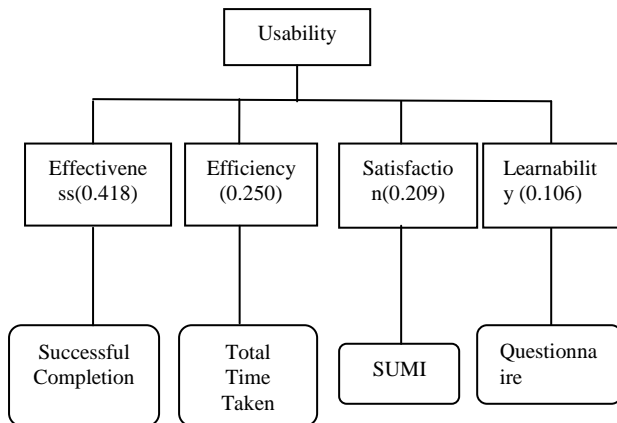 Usability
Effectivene
ss(0.418)
Efficiency
(0.250)
Satisfactio
n(0.209)
Learnabilit
y (0.106)
Successful
Completion
Total
Time
Taken
SUMI
Questionna
ire